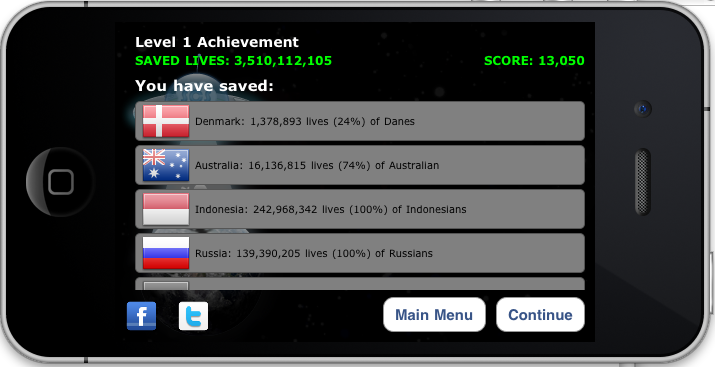 Level 1 Achievement
SAVED LIVES: 3,510,112,105 SCORE: 13,050
You have saved:
Denmark: 1,378,893 lives (24%) of Danes
Australia: 16,136,815 lives (74%) of Australian
Indonesia: 242,968,342 lives (100%) of Indonesians
Russia: 139,390,205 lives (100%) of Russians
f t Main Menu Continue